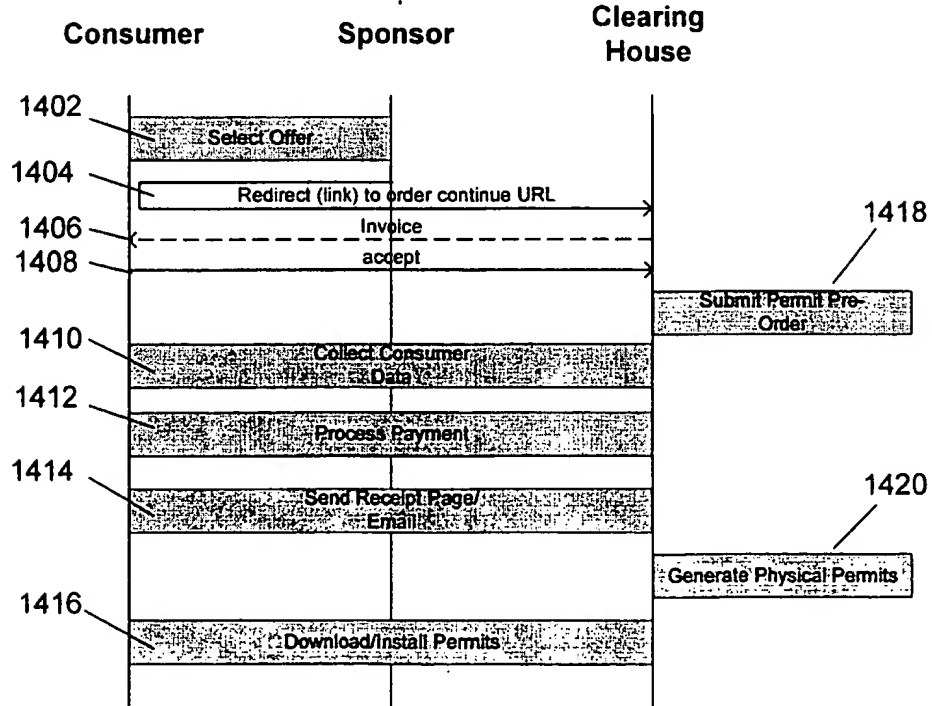 Consumer
Sponsor
Clearing
House
1402
Select Offer
1404
Redirect (link) to order continue URL
1406
Invoice
1408
accept
1418
Submit Permit Pre-
Order
1410
Collect Consumer
Data
1412
Process Payment
1414
Send Receipt Page/
Email
1420
Generate Physical Permits
1416
Download/Install Permits